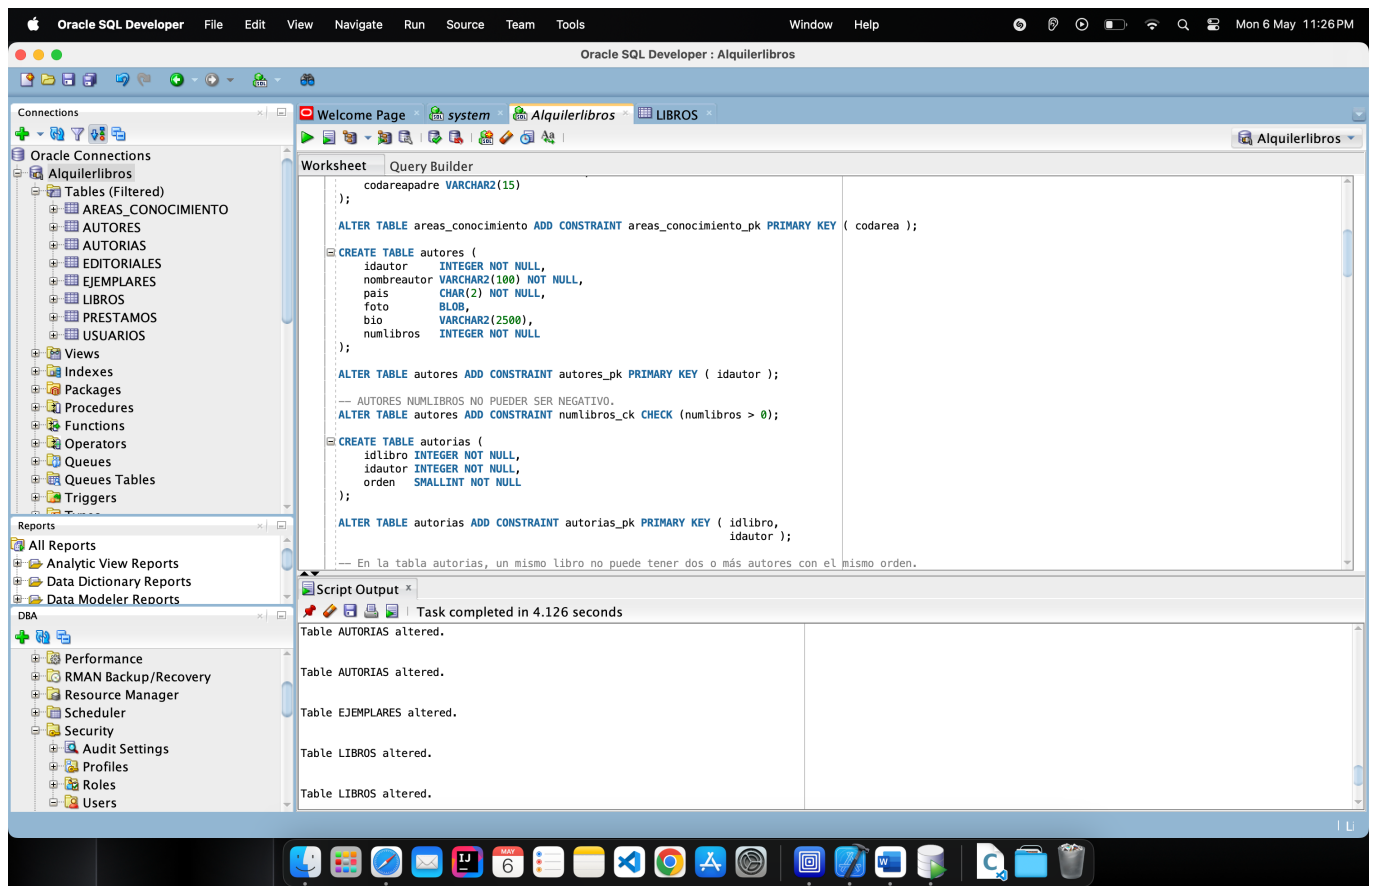 Oracle SQL Developer File Edit View Navigate Run Source Team Tools Window Help Mon 6 May 11:26 PM
Oracle SQL Developer : Alquilerlibros
Connections
Oracle Connections
Alquilerlibros
Tables (Filtered)
AREAS_CONOCIMIENTO
AUTORES
AUTORIAS
EDITORIALES
EJEMPLARES
LIBROS
PRESTAMOS
USUARIOS
Views
Indexes
Packages
Procedures
Functions
Operators
Queues
Queues Tables
Triggers
Reports
All Reports
Analytic View Reports
Data Dictionary Reports
Data Modeler Reports
DBA
Performance
RMAN Backup/Recovery
Resource Manager
Scheduler
Security
Audit Settings
Profiles
Roles
Users
Welcome Page system Alquilerlibros LIBROS
Alquilerlibros
Worksheet Query Builder
codareapadre VARCHAR2(15)
);
ALTER TABLE areas_conocimiento ADD CONSTRAINT areas_conocimiento_pk PRIMARY KEY ( codarea );
CREATE TABLE autores (
idautor INTEGER NOT NULL,
nombreautor VARCHAR2(100) NOT NULL,
pais CHAR(2) NOT NULL,
foto BLOB,
bio VARCHAR2(2500),
numlibros INTEGER NOT NULL
);
ALTER TABLE autores ADD CONSTRAINT autores_pk PRIMARY KEY ( idautor );
-- AUTORES NUMLIBROS NO PUEDER SER NEGATIVO.
ALTER TABLE autores ADD CONSTRAINT numlibros_ck CHECK (numlibros > 0);
CREATE TABLE autorias (
idlibro INTEGER NOT NULL,
idautor INTEGER NOT NULL,
orden SMALLINT NOT NULL
);
ALTER TABLE autorias ADD CONSTRAINT autorias_pk PRIMARY KEY ( idlibro,
idautor );
-- En la tabla autorias, un mismo libro no puede tener dos o más autores con el mismo orden.
Script Output
Task completed in 4.126 seconds
Table AUTORIAS altered.
Table AUTORIAS altered.
Table EJEMPLARES altered.
Table LIBROS altered.
Table LIBROS altered.
Li
IJ MAY
6
C